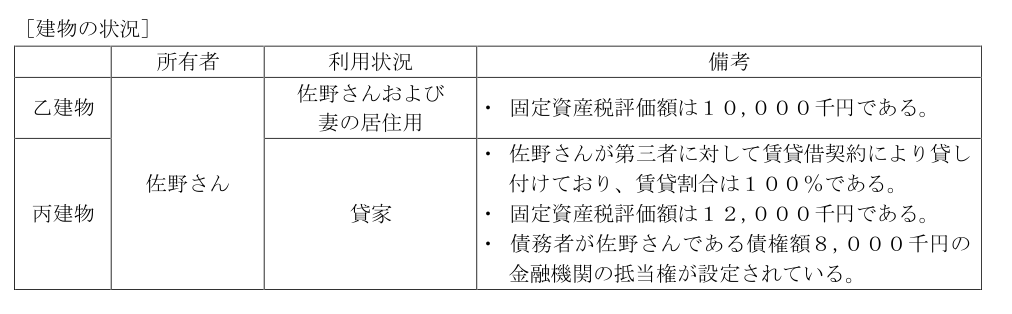 ［建物の状況］
所有者 利用状況 備考
乙建物 佐野さん 佐野さんおよび
妻の居住用
・ 固定資産税評価額は１０，０００千円である。
丙建物 貸家
・ 佐野さんが第三者に対して賃貸借契約により貸し
付けており、賃貸割合は１００％である。
・ 固定資産税評価額は１２，０００千円である。
・ 債務者が佐野さんである債権額８，０００千円の
金融機関の抵当権が設定されている。